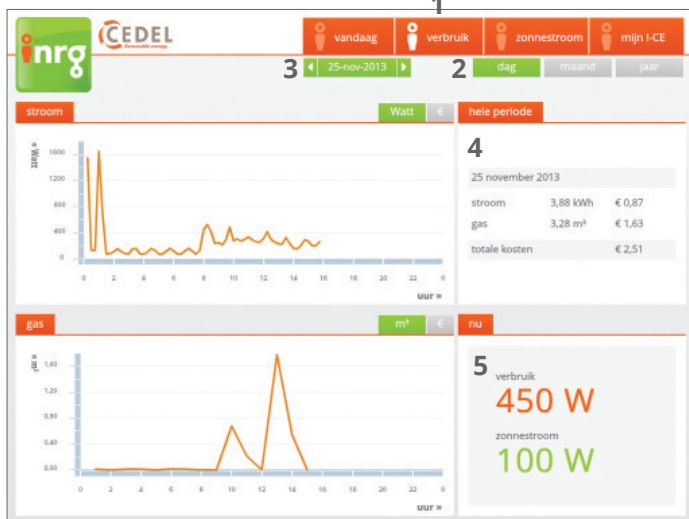 1
inrg
CEDEL
Renewable energy
vandaag
verbruik
zonnestroom
mijn I-CE
3
25-nov-2013
2
dag
maand
jaar
stroom
Watt
€
« Watt
1600
1200
800
400
0
0 2 4 6 8 10 12 14 16 18 20 22 0
uur »
hele periode
4
25 november 2013
stroom 3,88 kWh € 0,87
gas 3,28 m³ € 1,63
totale kosten € 2,51
gas
m³
€
« m³
1,60
1,20
0,80
0,40
0,00
0 2 4 6 8 10 12 14 16 18 20 22 0
uur »
nu
5
verbruik
450 W
zonnestroom
100 W